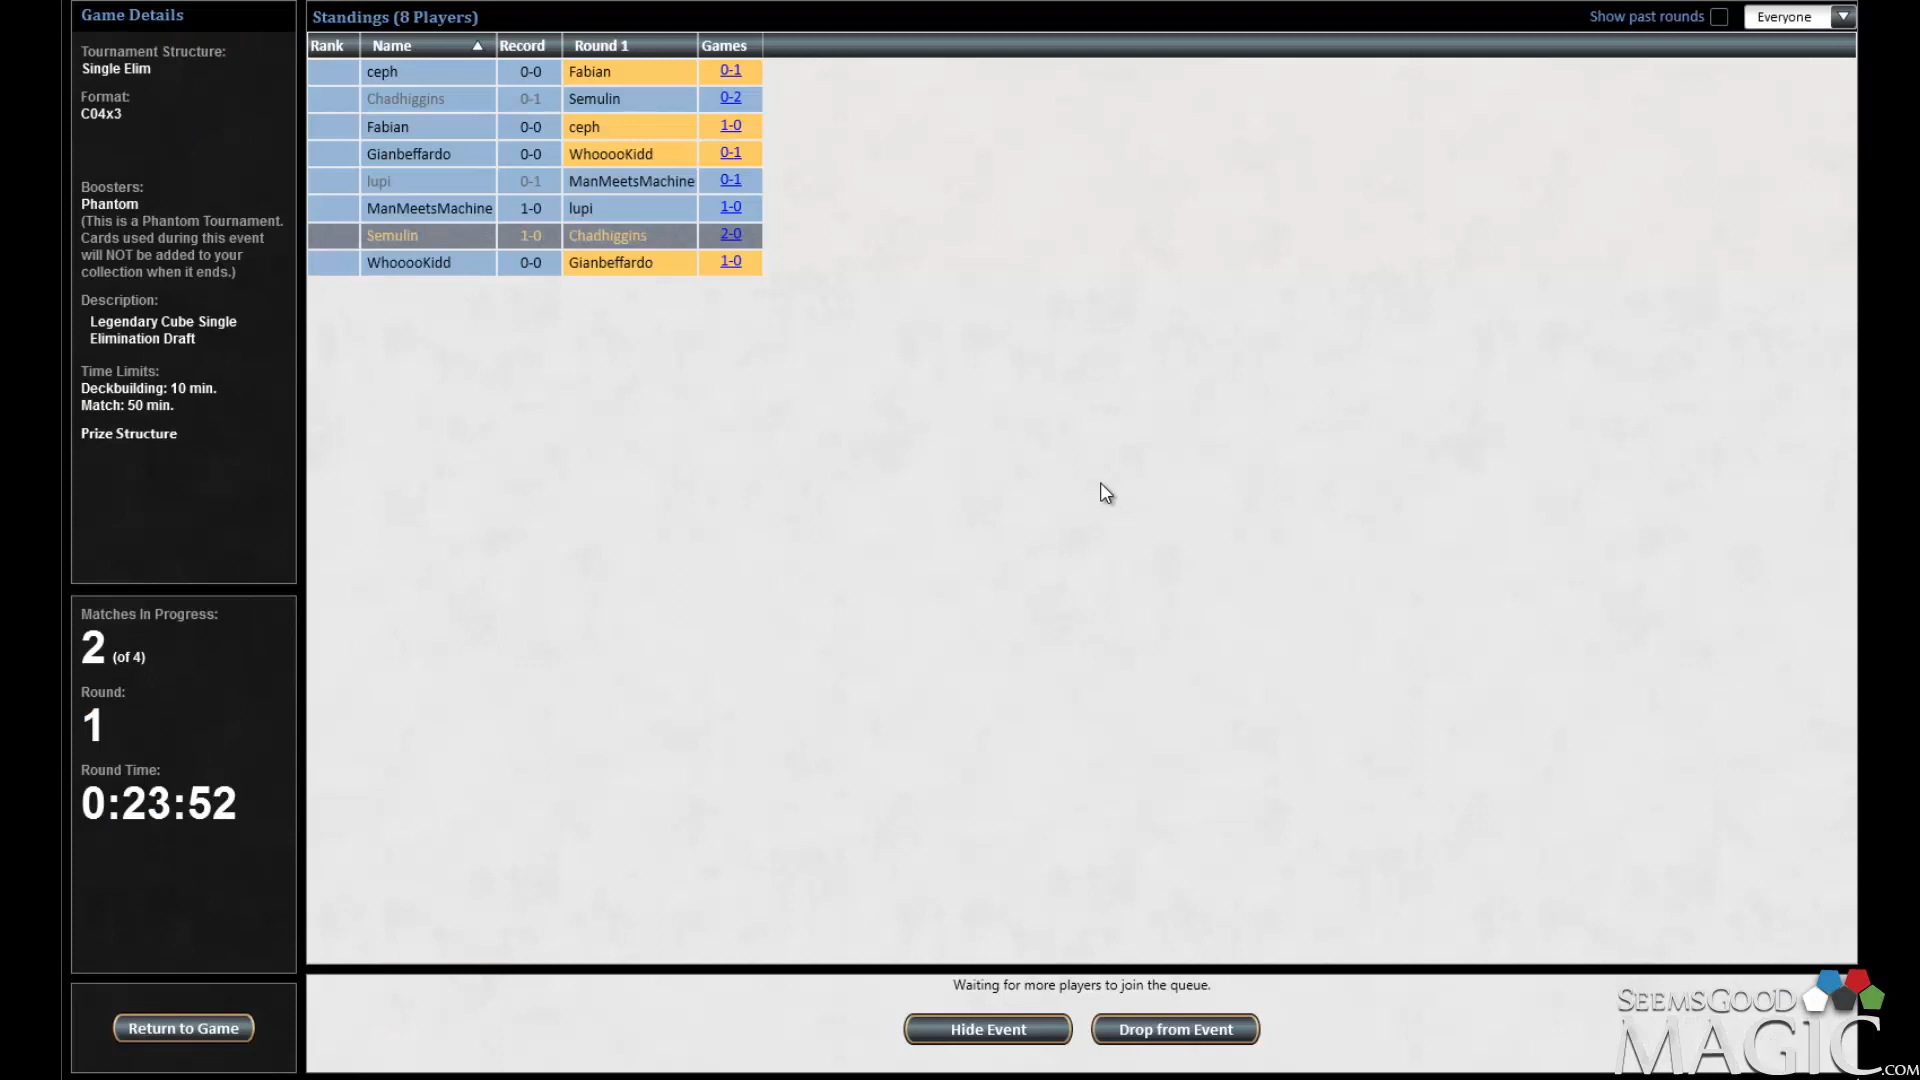 Game Details
Tournament Structure:
Single Elim
Format:
C04x3
Boosters:
Phantom
(This is a Phantom Tournament.
Cards used during this event
will NOT be added to your
collection when it ends.)
Description:
Legendary Cube Single
Elimination Draft
Time Limits:
Deckbuilding: 10 min.
Match: 50 min.
Prize Structure
Matches In Progress:
2 (of 4)
Round:
1
Round Time:
0:23:52
Return to Game
Standings (8 Players)
Show past rounds
Everyone
Rank Name Record Round 1 Games
ceph 0-0 Fabian 0-1
Chadhiggins 0-1 Semulin 0-2
Fabian 0-0 ceph 1-0
Gianbeffardo 0-0 WhooooKidd 0-1
lupi 0-1 ManMeetsMachine 0-1
ManMeetsMachine 1-0 lupi 1-0
Semulin 1-0 Chadhiggins 2-0
WhooooKidd 0-0 Gianbeffardo 1-0
Waiting for more players to join the queue.
Hide Event Drop from Event
SEEMSGOOD
MAGIC.COM